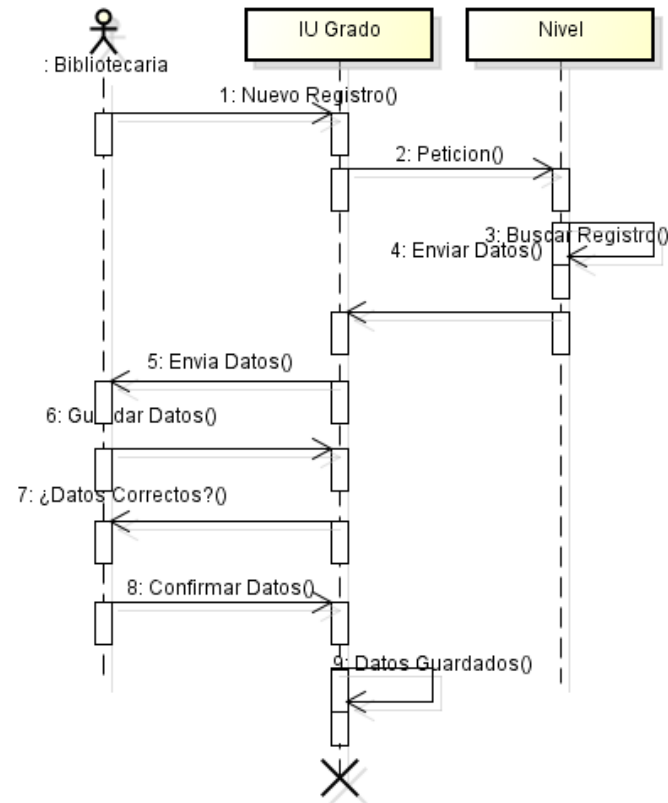 IU Grado
Nivel
: Bibliotecaria
1: Nuevo Registro()
2: Peticion()
3: Buscar Registro()
4: Enviar Datos()
5: Envia Datos()
6: Guardar Datos()
7: ¿Datos Correctos?()
8: Confirmar Datos()
9: Datos Guardados()